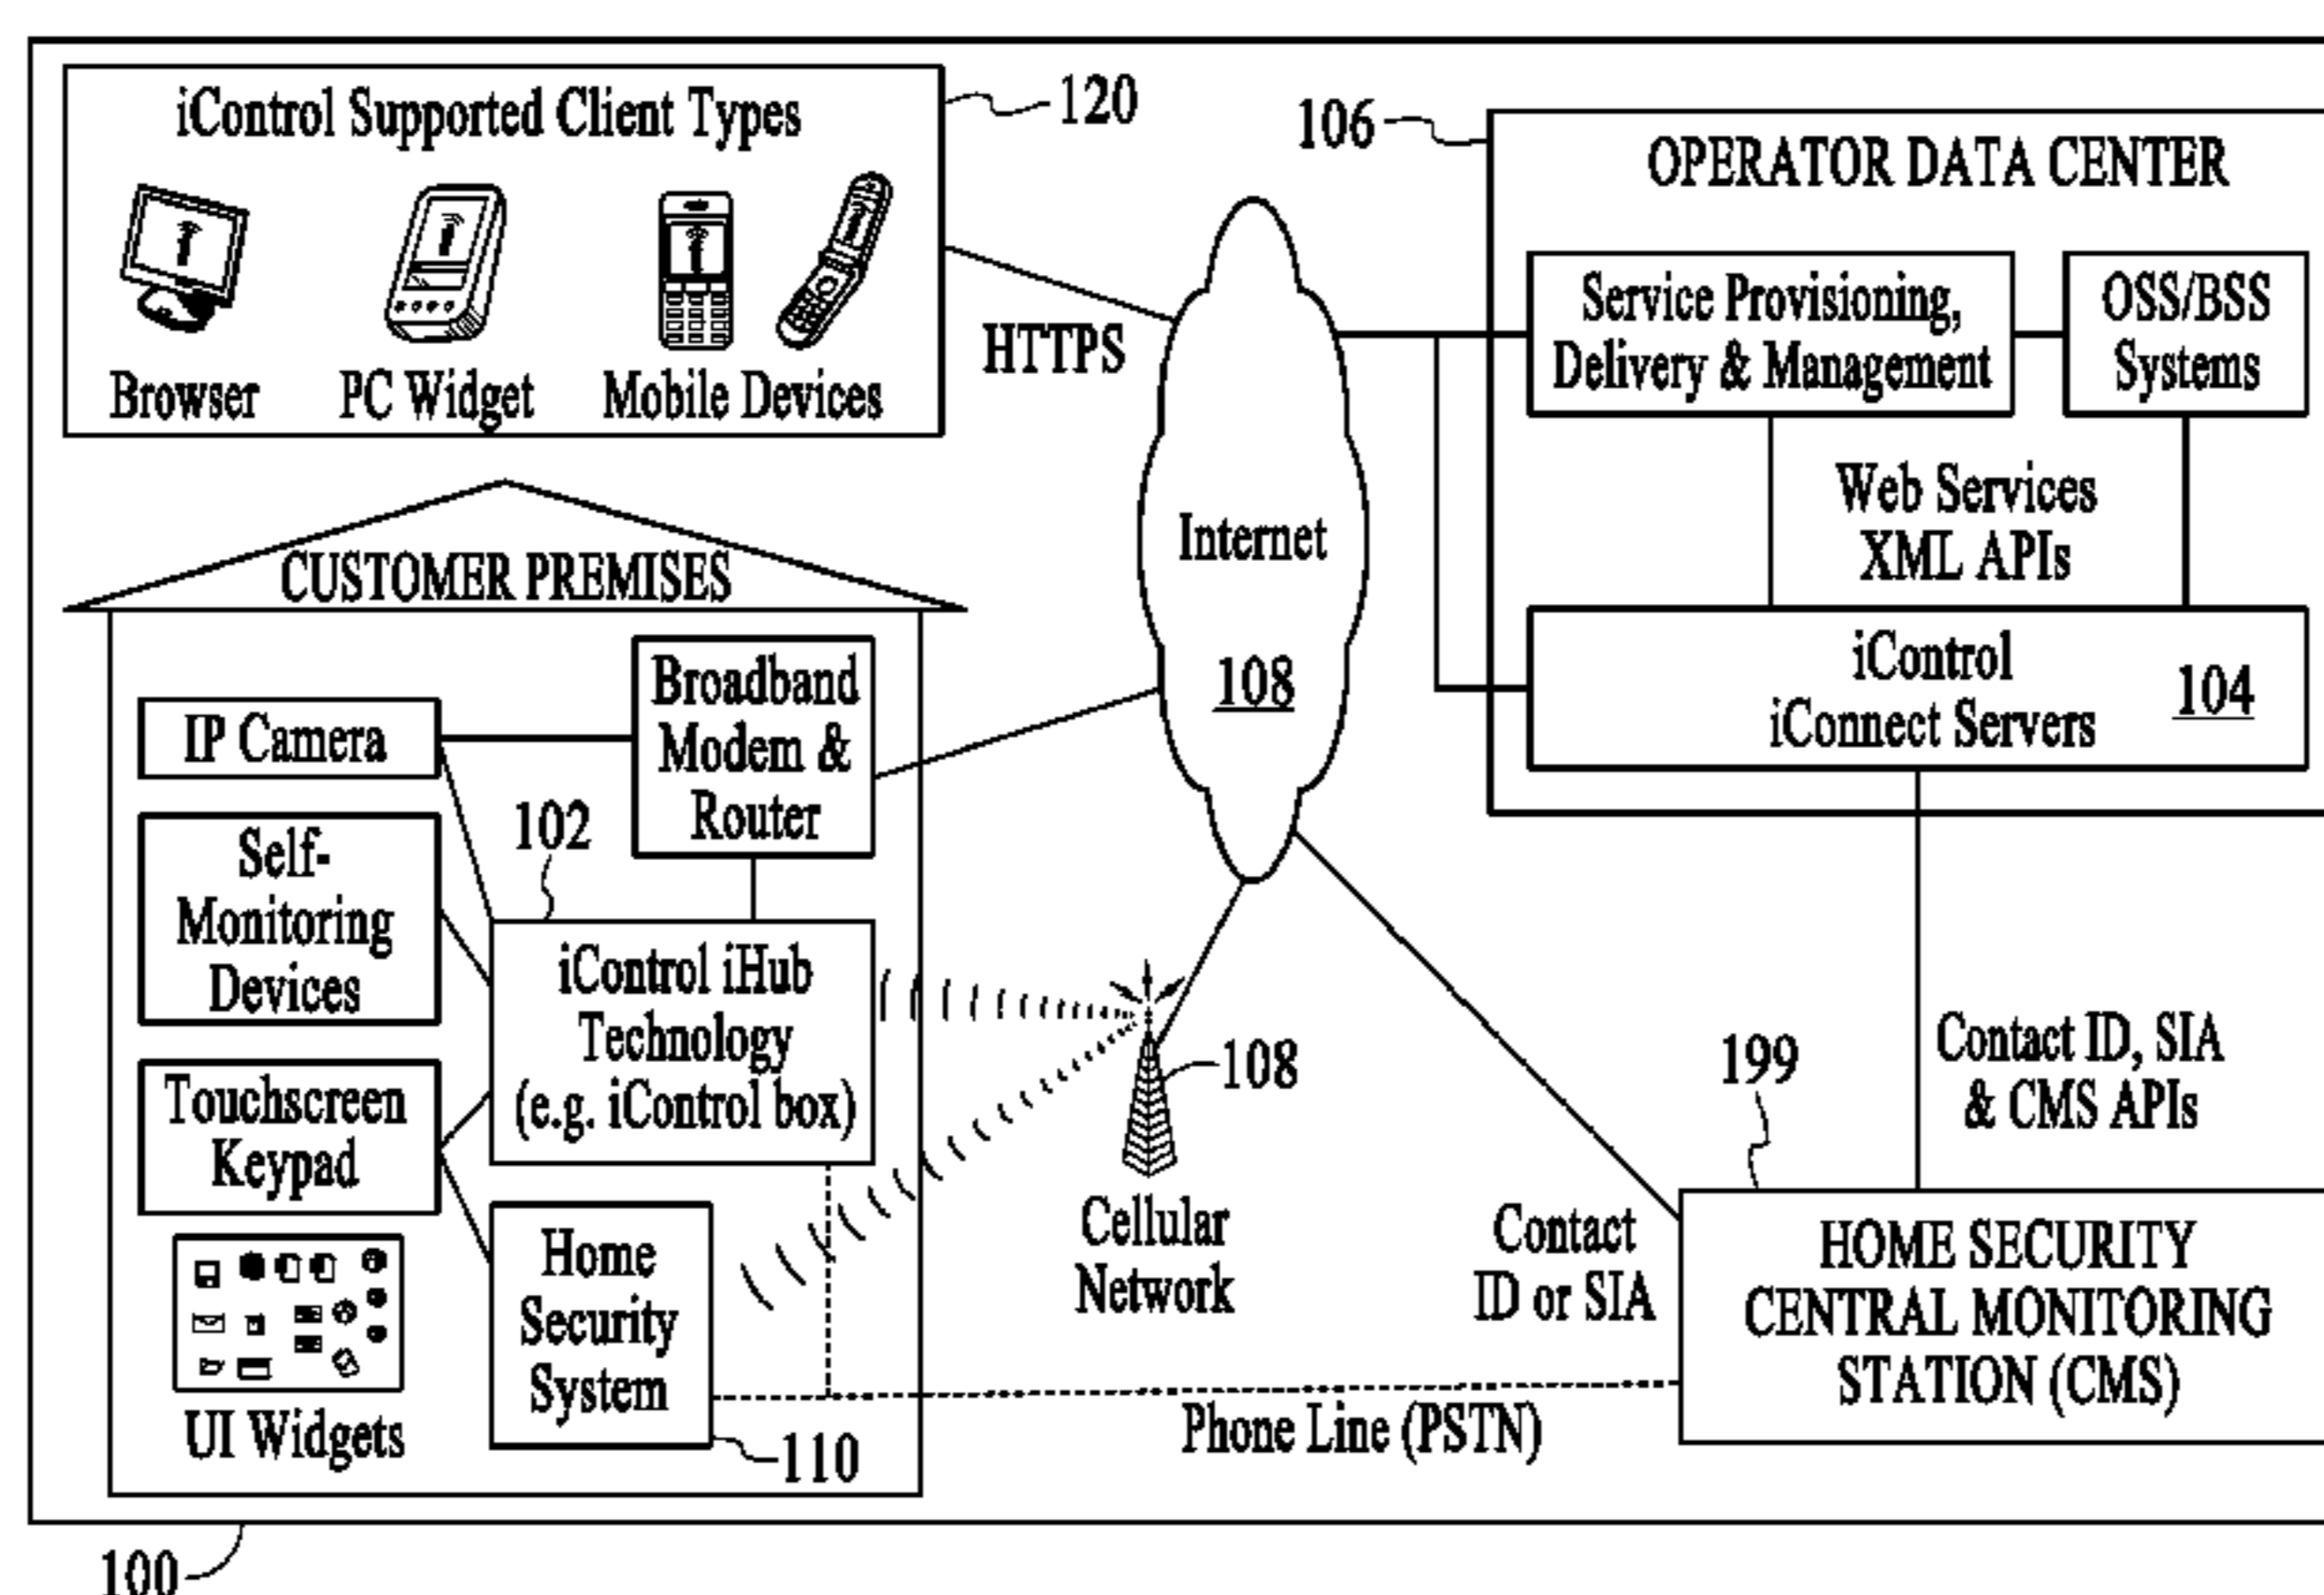 iControl Supported Client Types
120
Browser
PC Widget
Mobile Devices
HTTPS
106
OPERATOR DATA CENTER
Service Provisioning,
Delivery & Management
OSS/BSS
Systems
Web Services
XML APIs
iControl
iConnect Servers
104
Internet
108
CUSTOMER PREMISES
IP Camera
Broadband
Modem &
Router
Self-
Monitoring
Devices
102
iControl iHub
Technology
(e.g. iControl box)
Touchscreen
Keypad
Home
Security
System
110
UI Widgets
108
Cellular
Network
Contact ID, SIA
& CMS APIs
199
Contact
ID or SIA
HOME SECURITY
CENTRAL MONITORING
STATION (CMS)
Phone Line (PSTN)
100